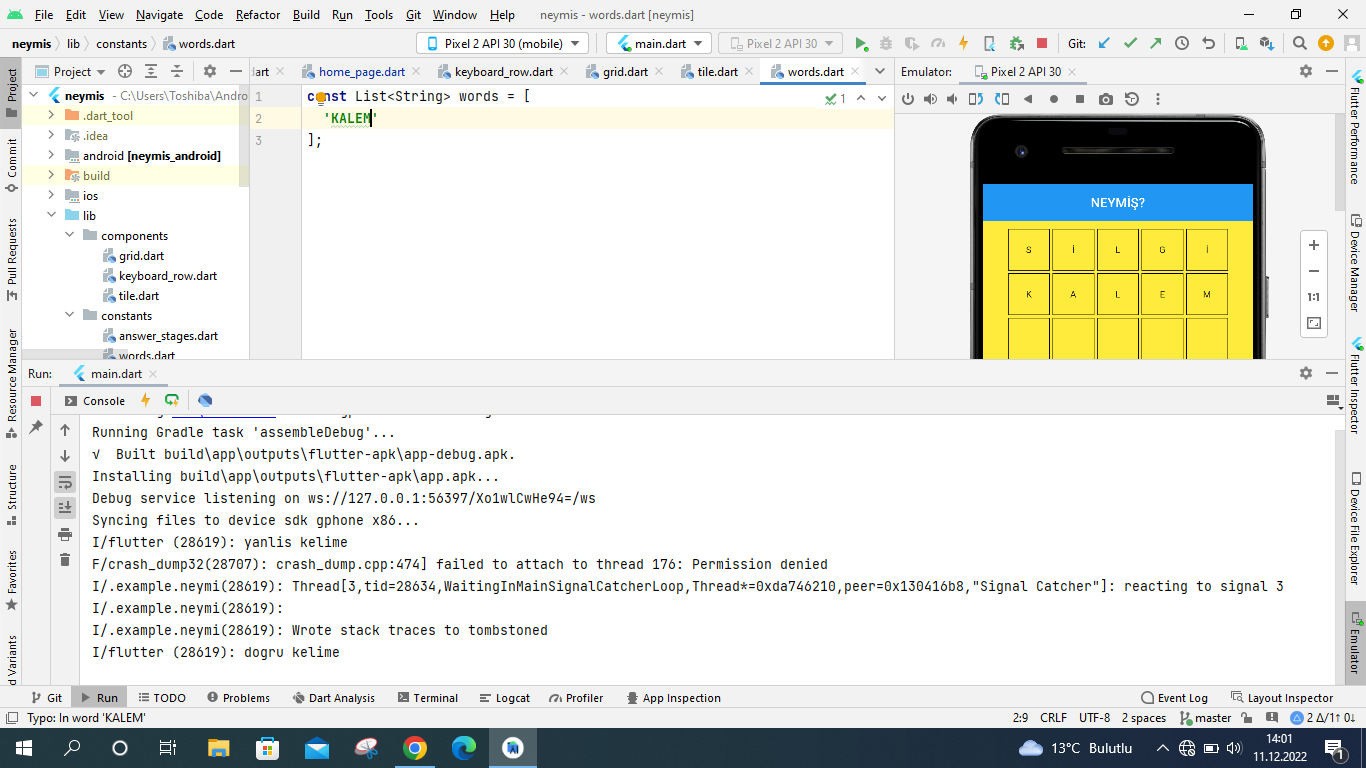 File Edit View Navigate Code Refactor Build Run Tools Git Window Help neymis - words.dart [neymis]
neymis lib constants words.dart Pixel 2 API 30 (mobile) main.dart Pixel 2 API 30 Git:
Project home_page.dart keyboard_row.dart grid.dart tile.dart words.dart Emulator: Pixel 2 API 30
neymis - C:\Users\Toshiba\Andro
.dart_tool
.idea
android [neymis_android]
build
ios
lib
components
grid.dart
keyboard_row.dart
tile.dart
constants
answer_stages.dart
words.dart
1 const List<String> words = [
2 'KALEM'
3 ];
1
NEYMİŞ?
S İ L G İ
K A L E M
1:1
Project
Commit
Pull Requests
Resource Manager
Structure
Favorites
d Variants
Flutter Performance
Device Manager
Flutter Inspector
Device File Explorer
Emulator
Run: main.dart
Console
Running Gradle task 'assembleDebug'...
√ Built build\app\outputs\flutter-apk\app-debug.apk.
Installing build\app\outputs\flutter-apk\app.apk...
Debug service listening on ws://127.0.0.1:56397/Xo1wlCwHe94=/ws
Syncing files to device sdk gphone x86...
I/flutter (28619): yanlis kelime
F/crash_dump32(28707): crash_dump.cpp:474] failed to attach to thread 176: Permission denied
I/.example.neymi(28619): Thread[3,tid=28634,WaitingInMainSignalCatcherLoop,Thread*=0xda746210,peer=0x130416b8,"Signal Catcher"]: reacting to signal 3
I/.example.neymi(28619):
I/.example.neymi(28619): Wrote stack traces to tombstoned
I/flutter (28619): dogru kelime
Git Run TODO Problems Dart Analysis Terminal Logcat Profiler App Inspection Event Log Layout Inspector
Typo: In word 'KALEM' 2:9 CRLF UTF-8 2 spaces master 2 Δ/1↑ 0↓
13°C Bulutlu 14:01
11.12.2022 1